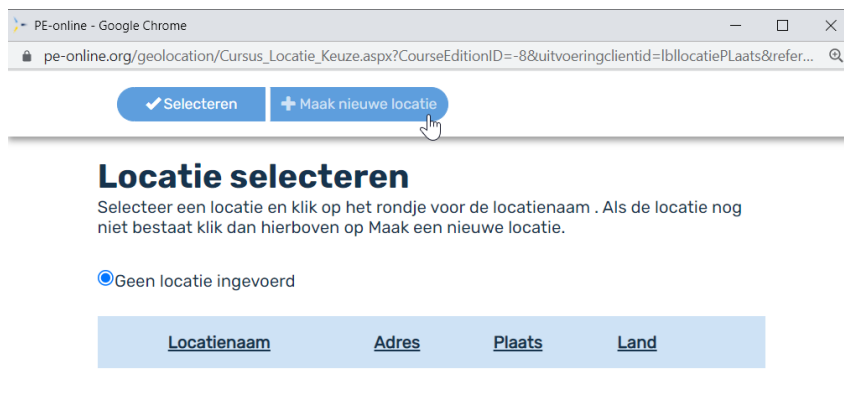 PE-online - Google Chrome
pe-online.org/geolocation/Cursus_Locatie_Keuze.aspx?CourseEditionID=-8&uitvoeringclientid=lbllocatiePLaats&refer...
Selecteren Maak nieuwe locatie
Locatie selecteren
Selecteer een locatie en klik op het rondje voor de locatienaam . Als de locatie nog
niet bestaat klik dan hierboven op Maak een nieuwe locatie.
Geen locatie ingevoerd
Locatienaam Adres Plaats Land